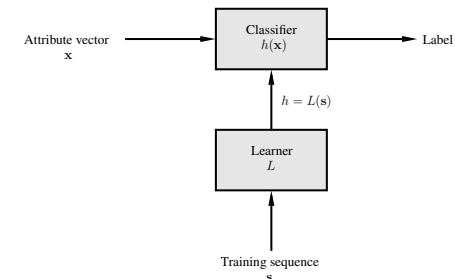 Classifier
h(x)
Attribute vector
x
Label
h = L(s)
Learner
L
Training sequence
s